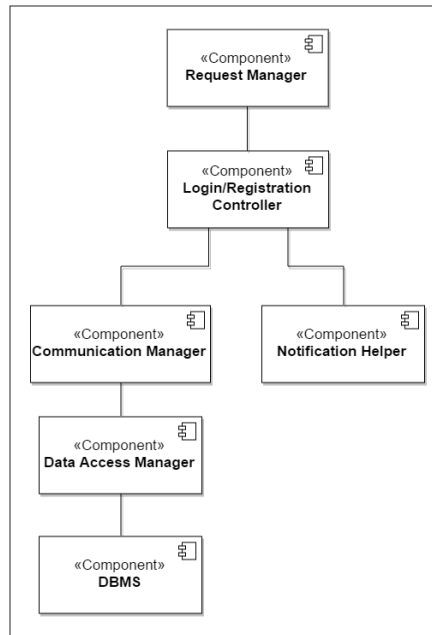 «Component»
Request Manager
«Component»
Login/Registration
Controller
«Component»
Communication Manager
«Component»
Notification Helper
«Component»
Data Access Manager
«Component»
DBMS